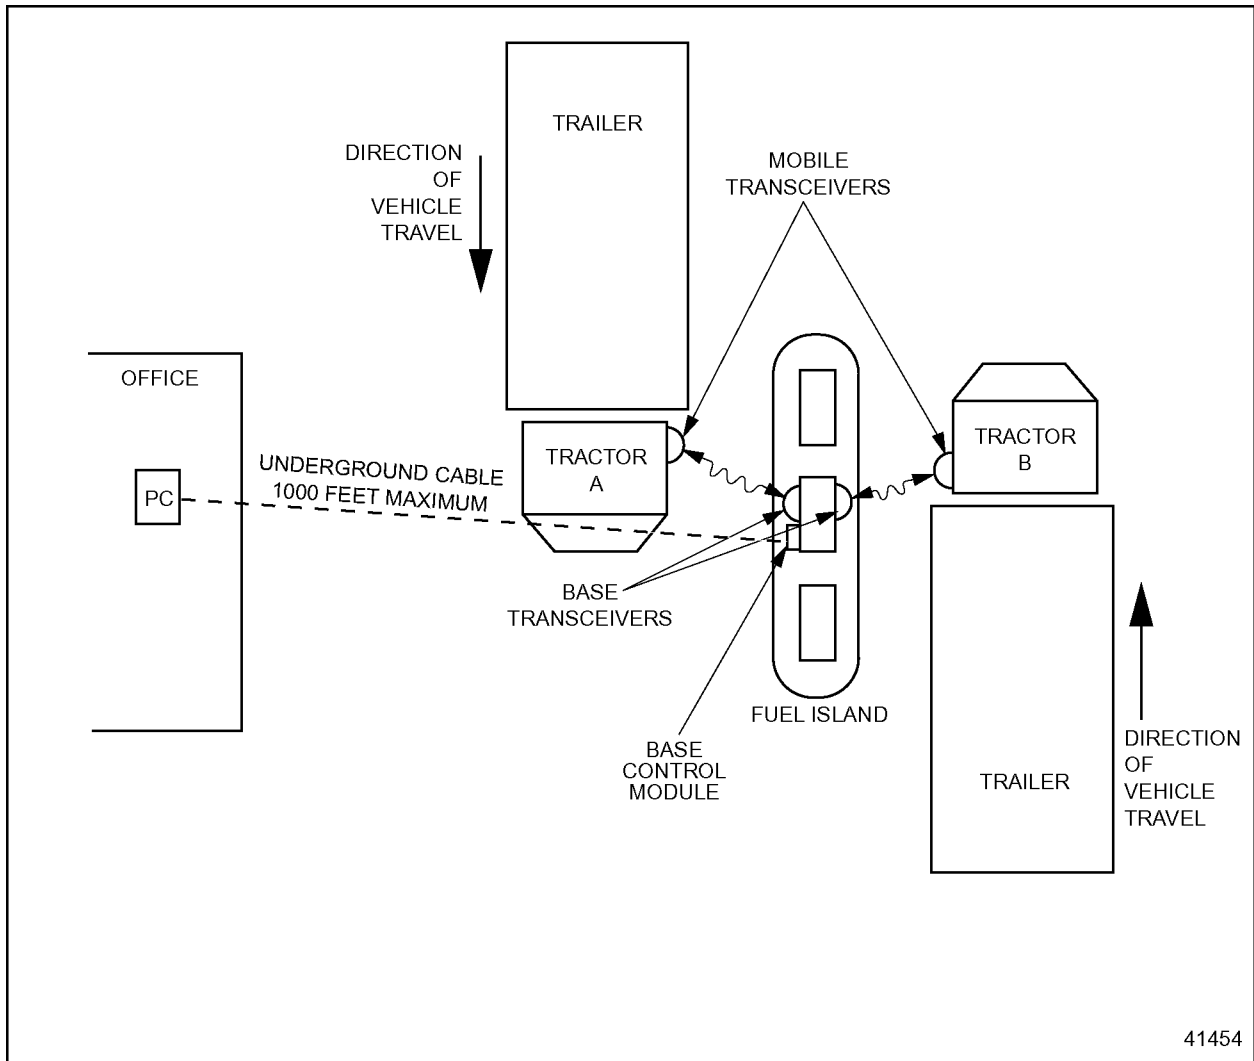 TRAILER
DIRECTION
OF
VEHICLE
TRAVEL
MOBILE
TRANSCEIVERS
OFFICE
PC
UNDERGROUND CABLE
1000 FEET MAXIMUM
TRACTOR
A
TRACTOR
B
BASE
TRANSCEIVERS
FUEL ISLAND
BASE
CONTROL
MODULE
TRAILER
DIRECTION
OF
VEHICLE
TRAVEL
41454